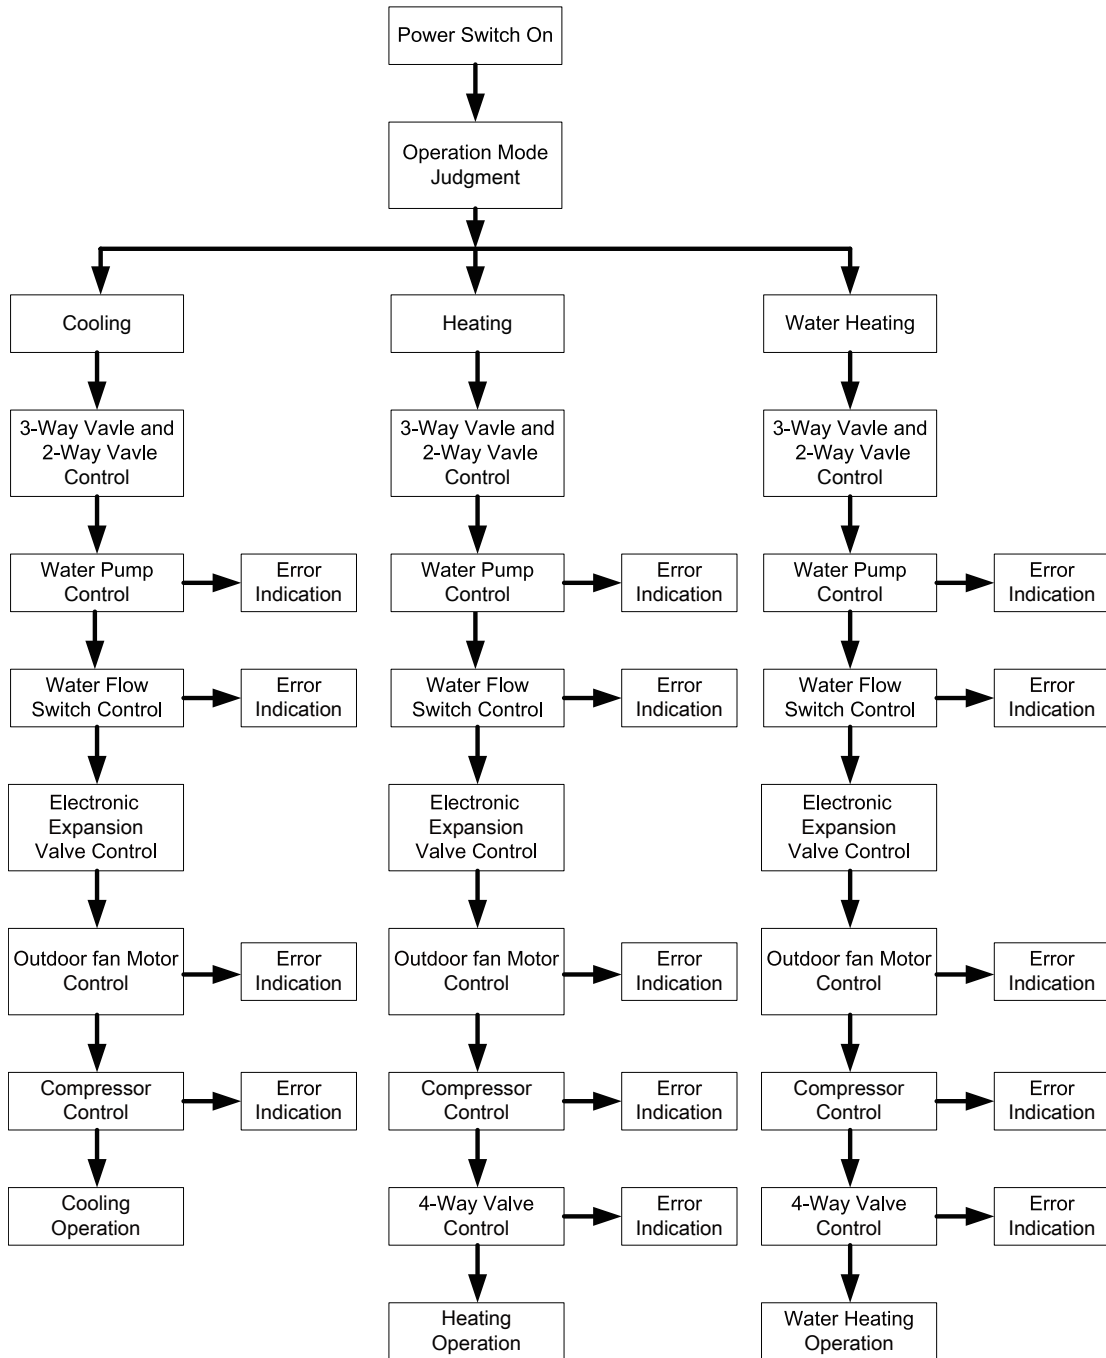 Power Switch On
Operation Mode
Judgment
Cooling
Heating
Water Heating
3-Way Vavle and
2-Way Vavle
Control
3-Way Vavle and
2-Way Vavle
Control
3-Way Vavle and
2-Way Vavle
Control
Water Pump
Control
Error
Indication
Water Pump
Control
Error
Indication
Water Pump
Control
Error
Indication
Water Flow
Switch Control
Error
Indication
Water Flow
Switch Control
Error
Indication
Water Flow
Switch Control
Error
Indication
Electronic
Expansion
Valve Control
Electronic
Expansion
Valve Control
Electronic
Expansion
Valve Control
Outdoor fan Motor
Control
Error
Indication
Outdoor fan Motor
Control
Error
Indication
Outdoor fan Motor
Control
Error
Indication
Compressor
Control
Error
Indication
Compressor
Control
Error
Indication
Compressor
Control
Error
Indication
Cooling
Operation
4-Way Valve
Control
Error
Indication
4-Way Valve
Control
Error
Indication
Heating
Operation
Water Heating
Operation